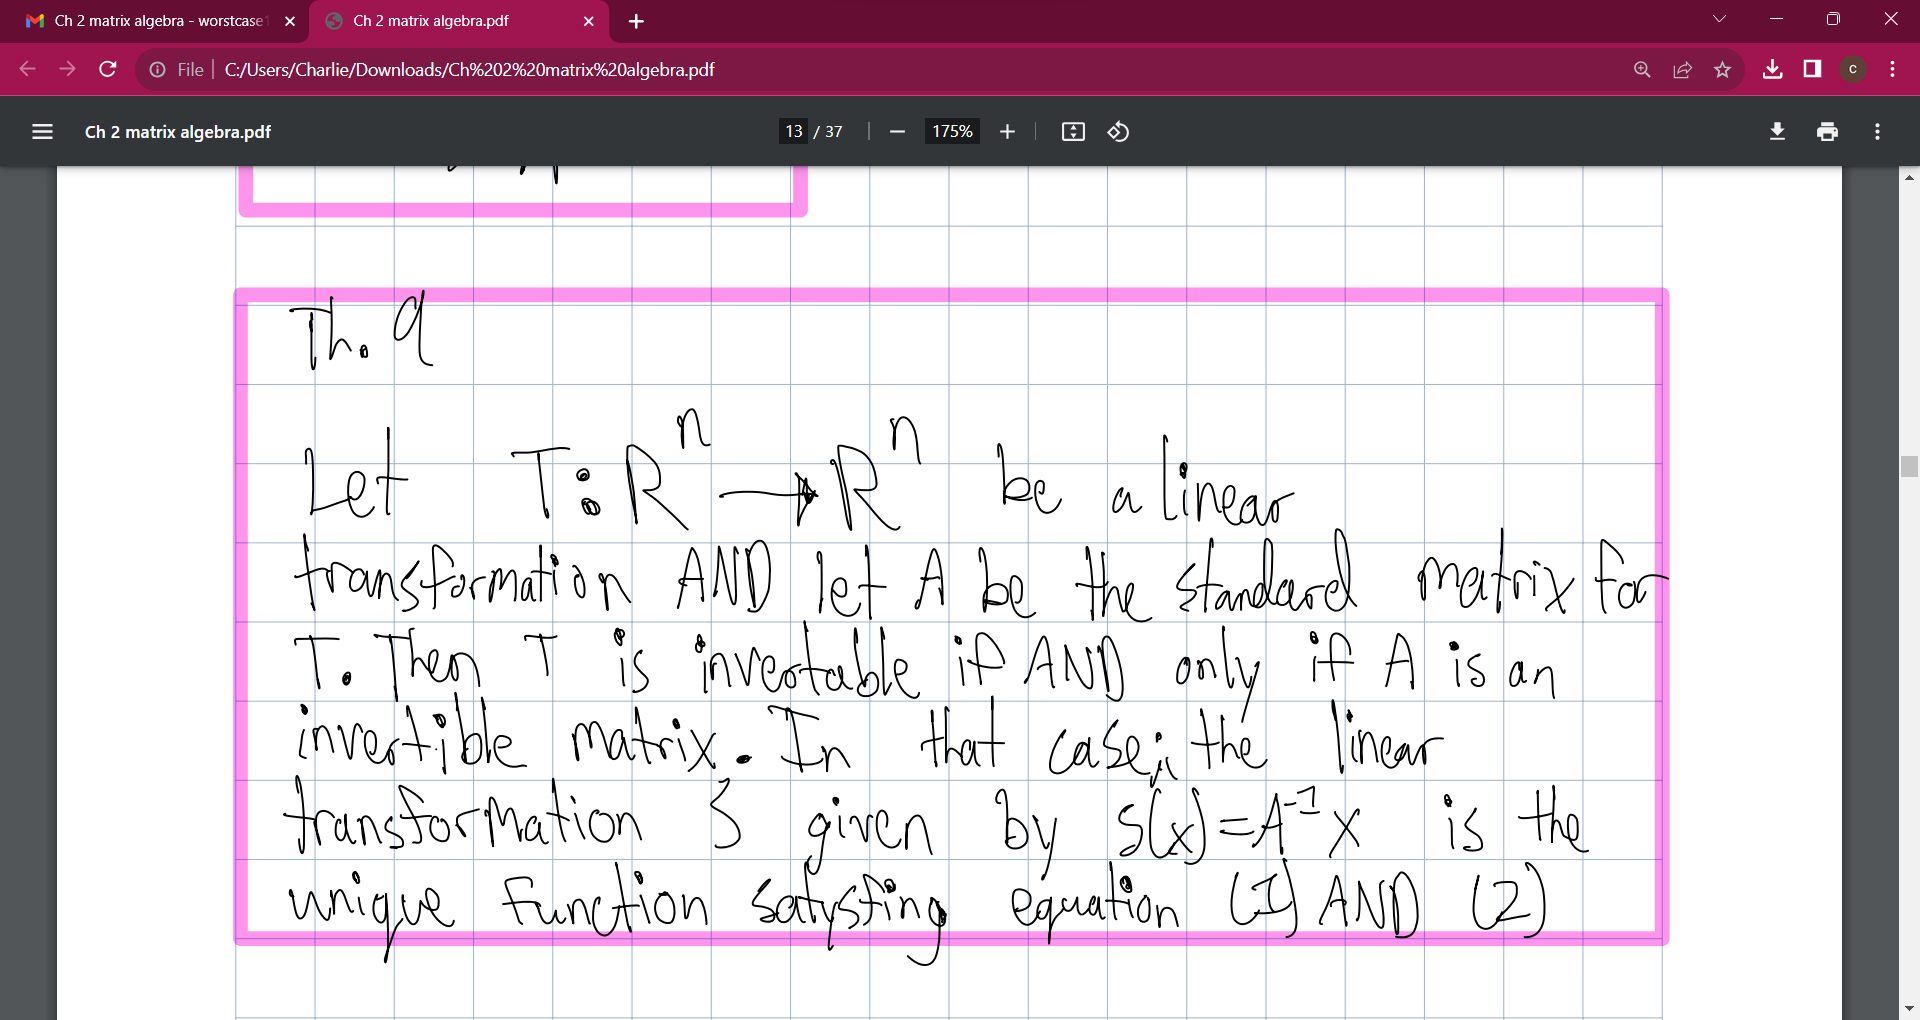 Ch 2 matrix algebra - worstcase1
Ch 2 matrix algebra.pdf
File C:/Users/Charlie/Downloads/Ch%202%20matrix%20algebra.pdf
c
Ch 2 matrix algebra.pdf
13 / 37
175%
Th. 9
Let T: R^n → R^n be a linear
transformation AND let A be the standard matrix for
T. Then T is invertable if AND only if A is an
invertible matrix. In that case, the linear
transformation S given by S(x)=A^-1 x is the
unique function satysfing equation (1) AND (2)